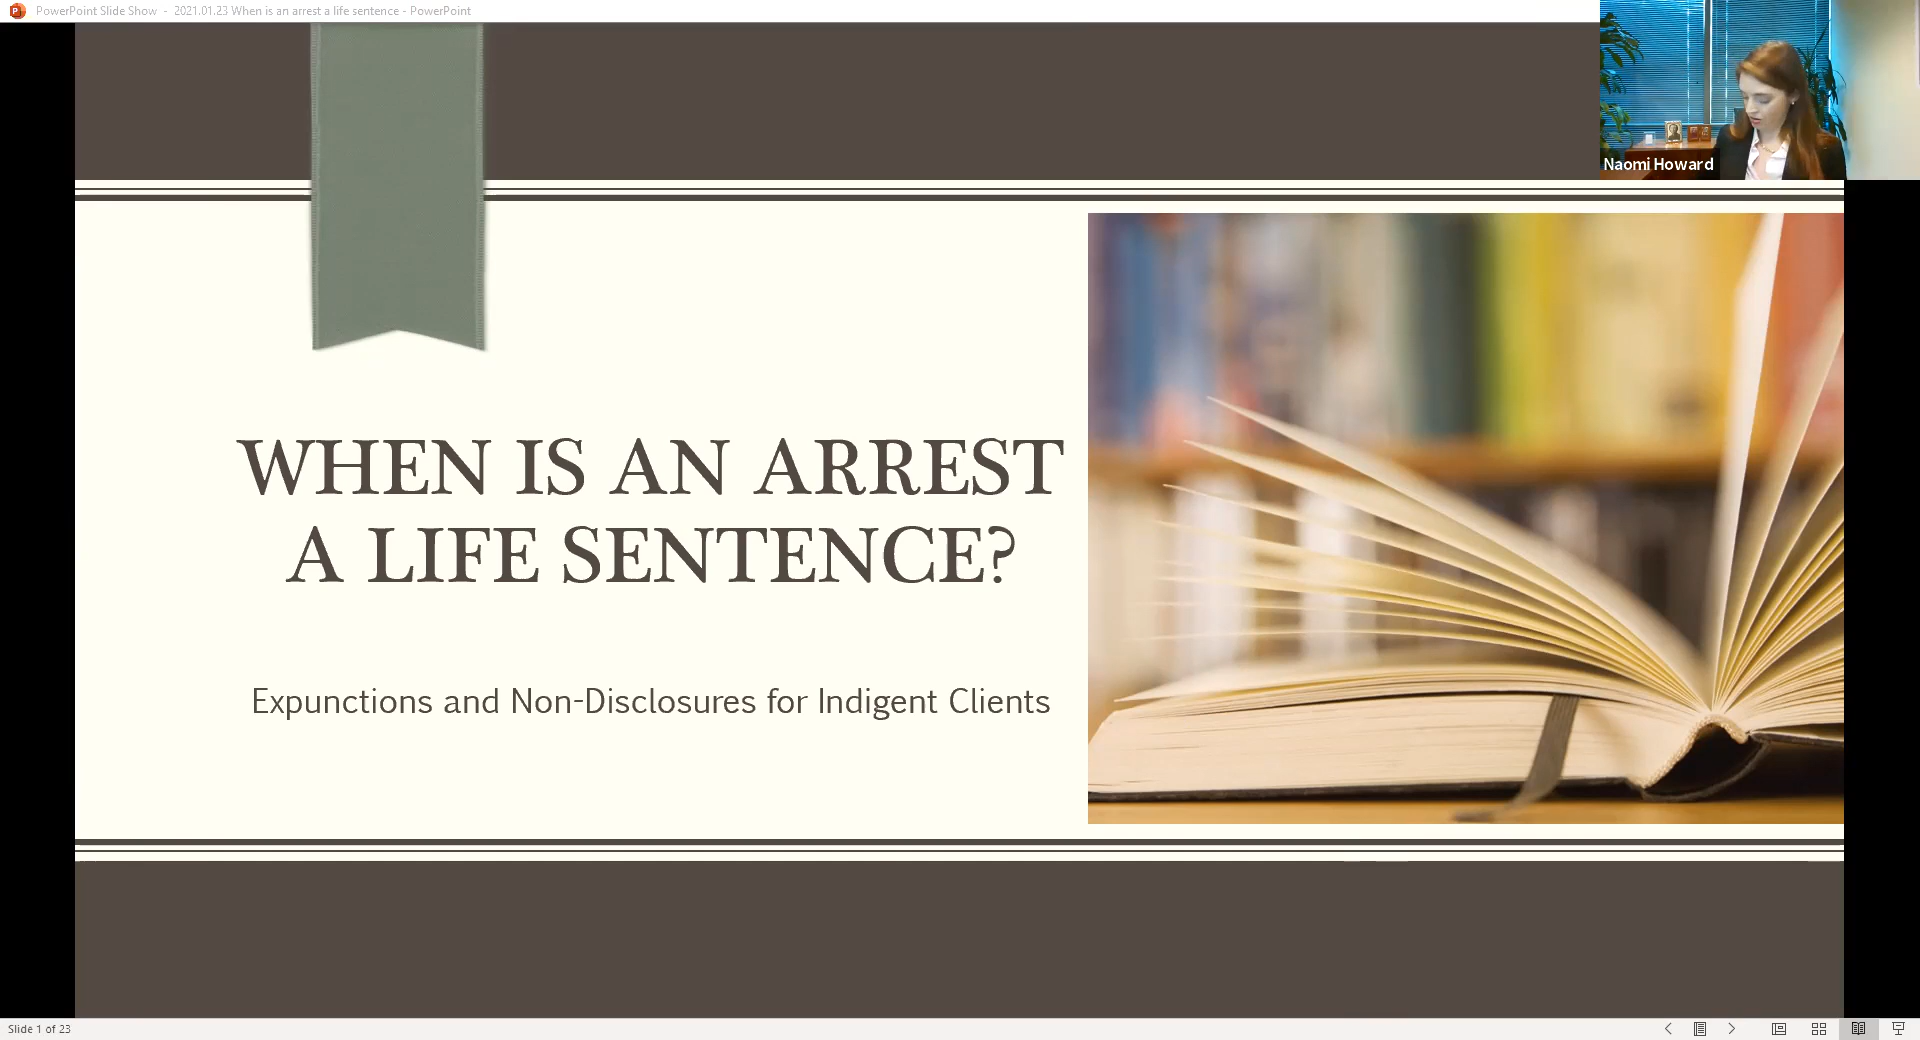 PowerPoint Slide Show - 2021.01.23 When is an arrest a life sentence - PowerPoint
Naomi Howard
WHEN IS AN ARREST
A LIFE SENTENCE?
Expunctions and Non-Disclosures for Indigent Clients
Slide 1 of 23